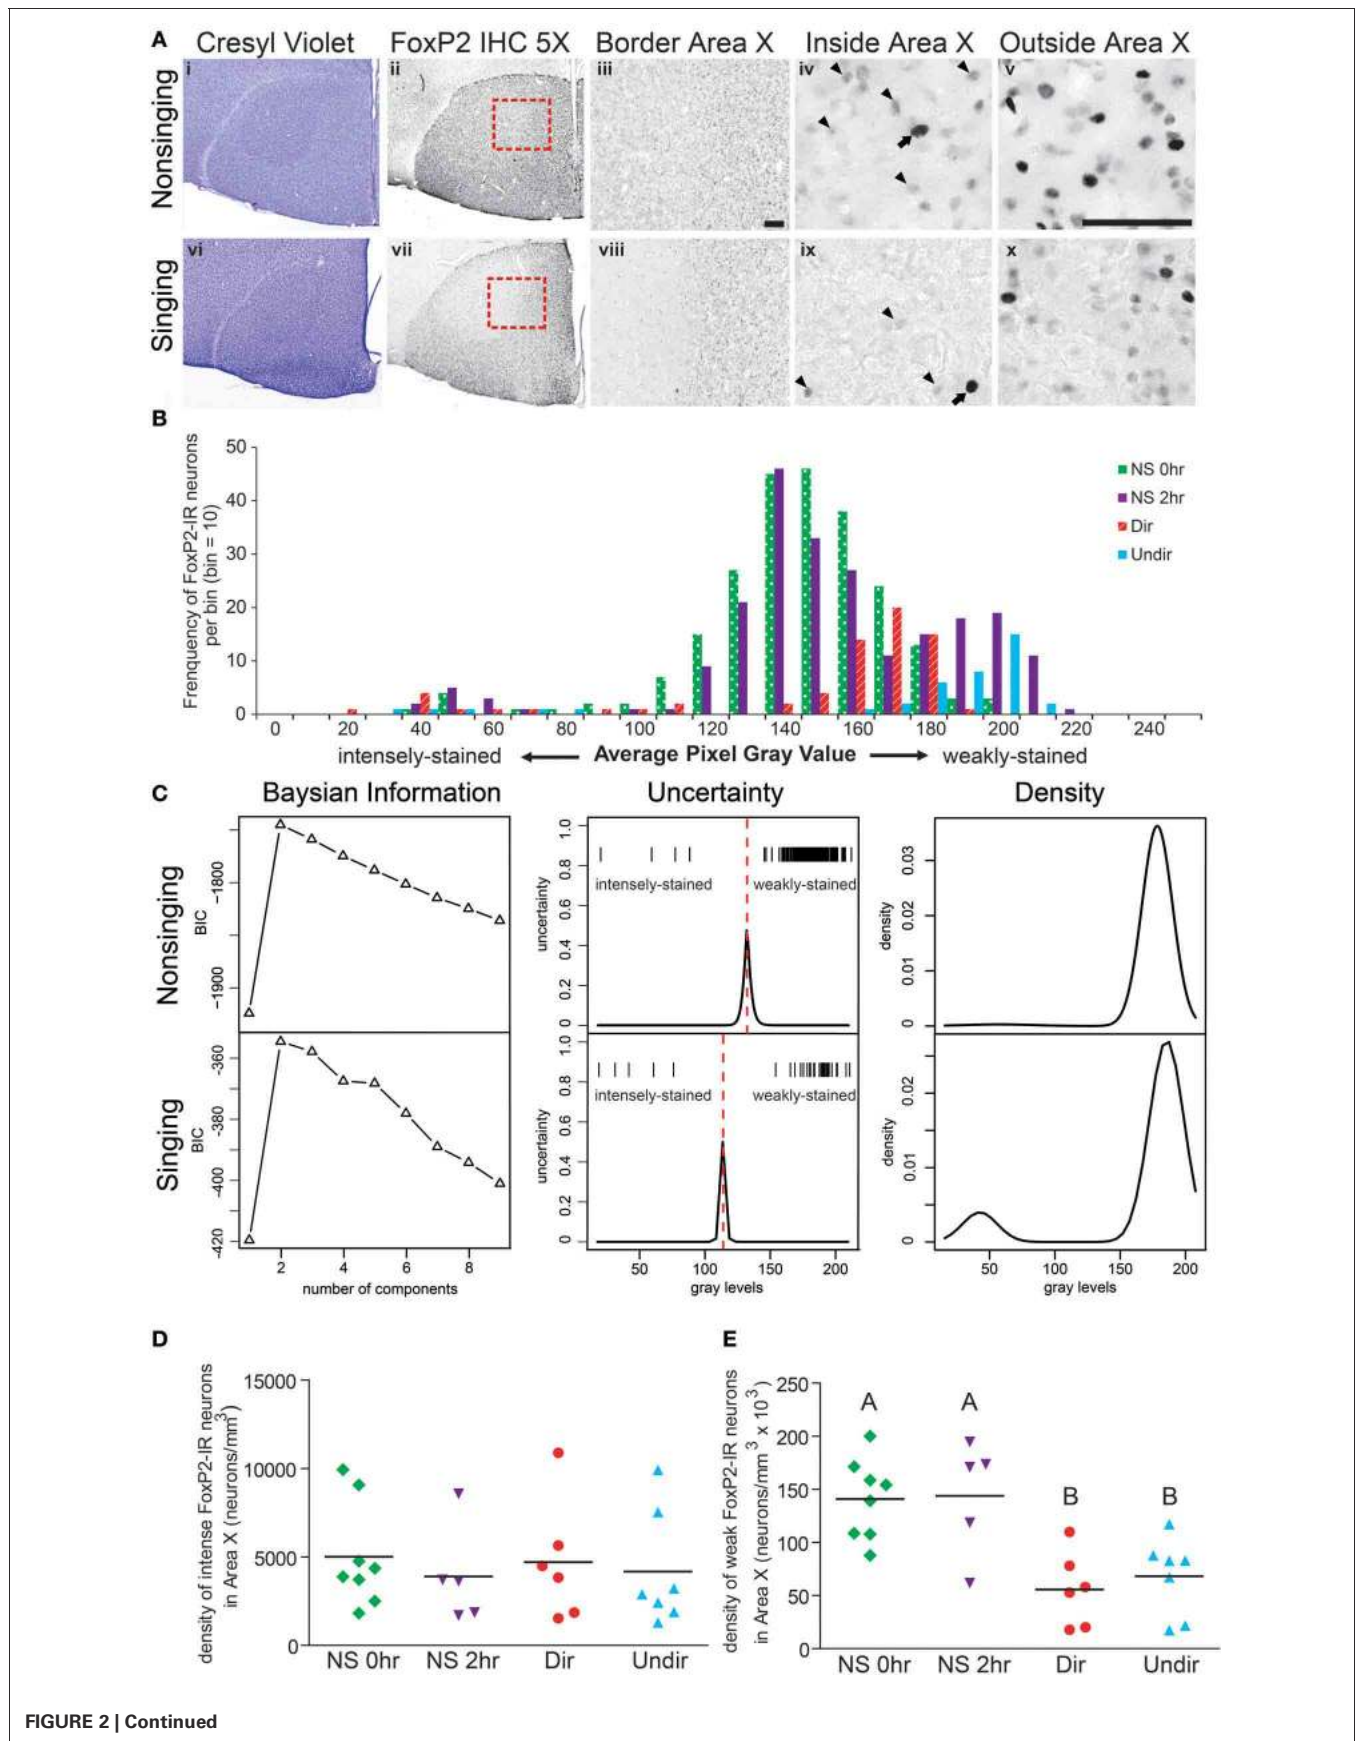 A
Cresyl Violet FoxP2 IHC 5X Border Area X Inside Area X Outside Area X
Nonsinging
i ii iii iv v
Singing
vi vii viii ix x
B
Frenquency of FoxP2-IR neurons
per bin (bin = 10)
50
40
30
20
10
0
NS 0hr
NS 2hr
Dir
Undir
0 20 40 60 80 100 120 140 160 180 200 220 240
intensely-stained Average Pixel Gray Value weakly-stained
C
Baysian Information Uncertainty Density
Nonsinging
BIC
-1800
-1900
uncertainty
1.0
0.8
0.6
0.4
0.2
0
intensely-stained weakly-stained
density
0.03
0.02
0.01
0
Singing
BIC
-360
-380
-400
-420
2 4 6 8
number of components
uncertainty
1.0
0.8
0.6
0.4
0.2
0
intensely-stained weakly-stained
50 100 150 200
gray levels
density
0.02
0.01
0
50 100 150 200
gray levels
D
density of intense FoxP2-IR neurons
in Area X (neurons/mm³)
15000
10000
5000
0
NS 0hr NS 2hr Dir Undir
E
density of weak FoxP2-IR neurons
in Area X (neurons/mm³ x 10³)
250
200
150
100
50
0
A A B B
NS 0hr NS 2hr Dir Undir
FIGURE 2 | Continued